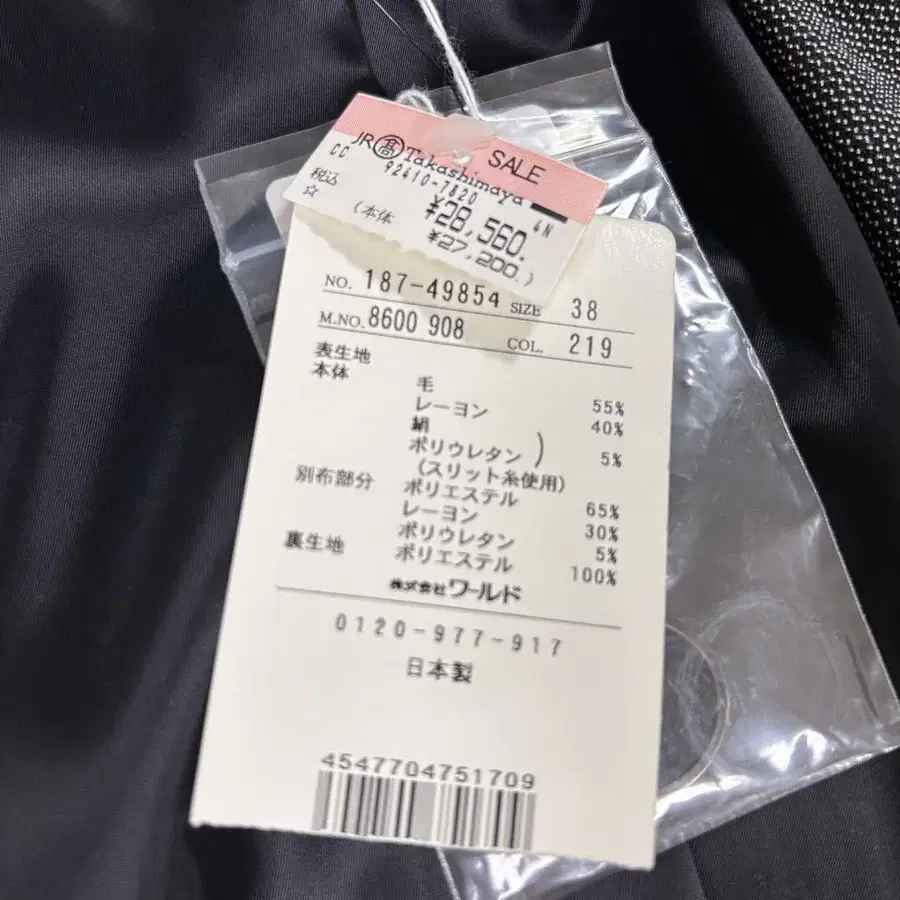 JR 髙 Takashimaya SALE
CC 92410-7820
税込 ¥28,560. 4N
☆
(本体 ¥27,200.)
NO. 187-49854 SIZE 38
M.NO. 8600 908 COL. 219
表生地
本体 毛 55%
レーヨン 40%
絹
ポリウレタン ) 5%
(スリット糸使用)
別布部分 ポリエステル 65%
レーヨン 30%
ポリウレタン 5%
裏生地 ポリエステル 100%
株式会社ワールド
0120-977-917
日本製
4547704751709